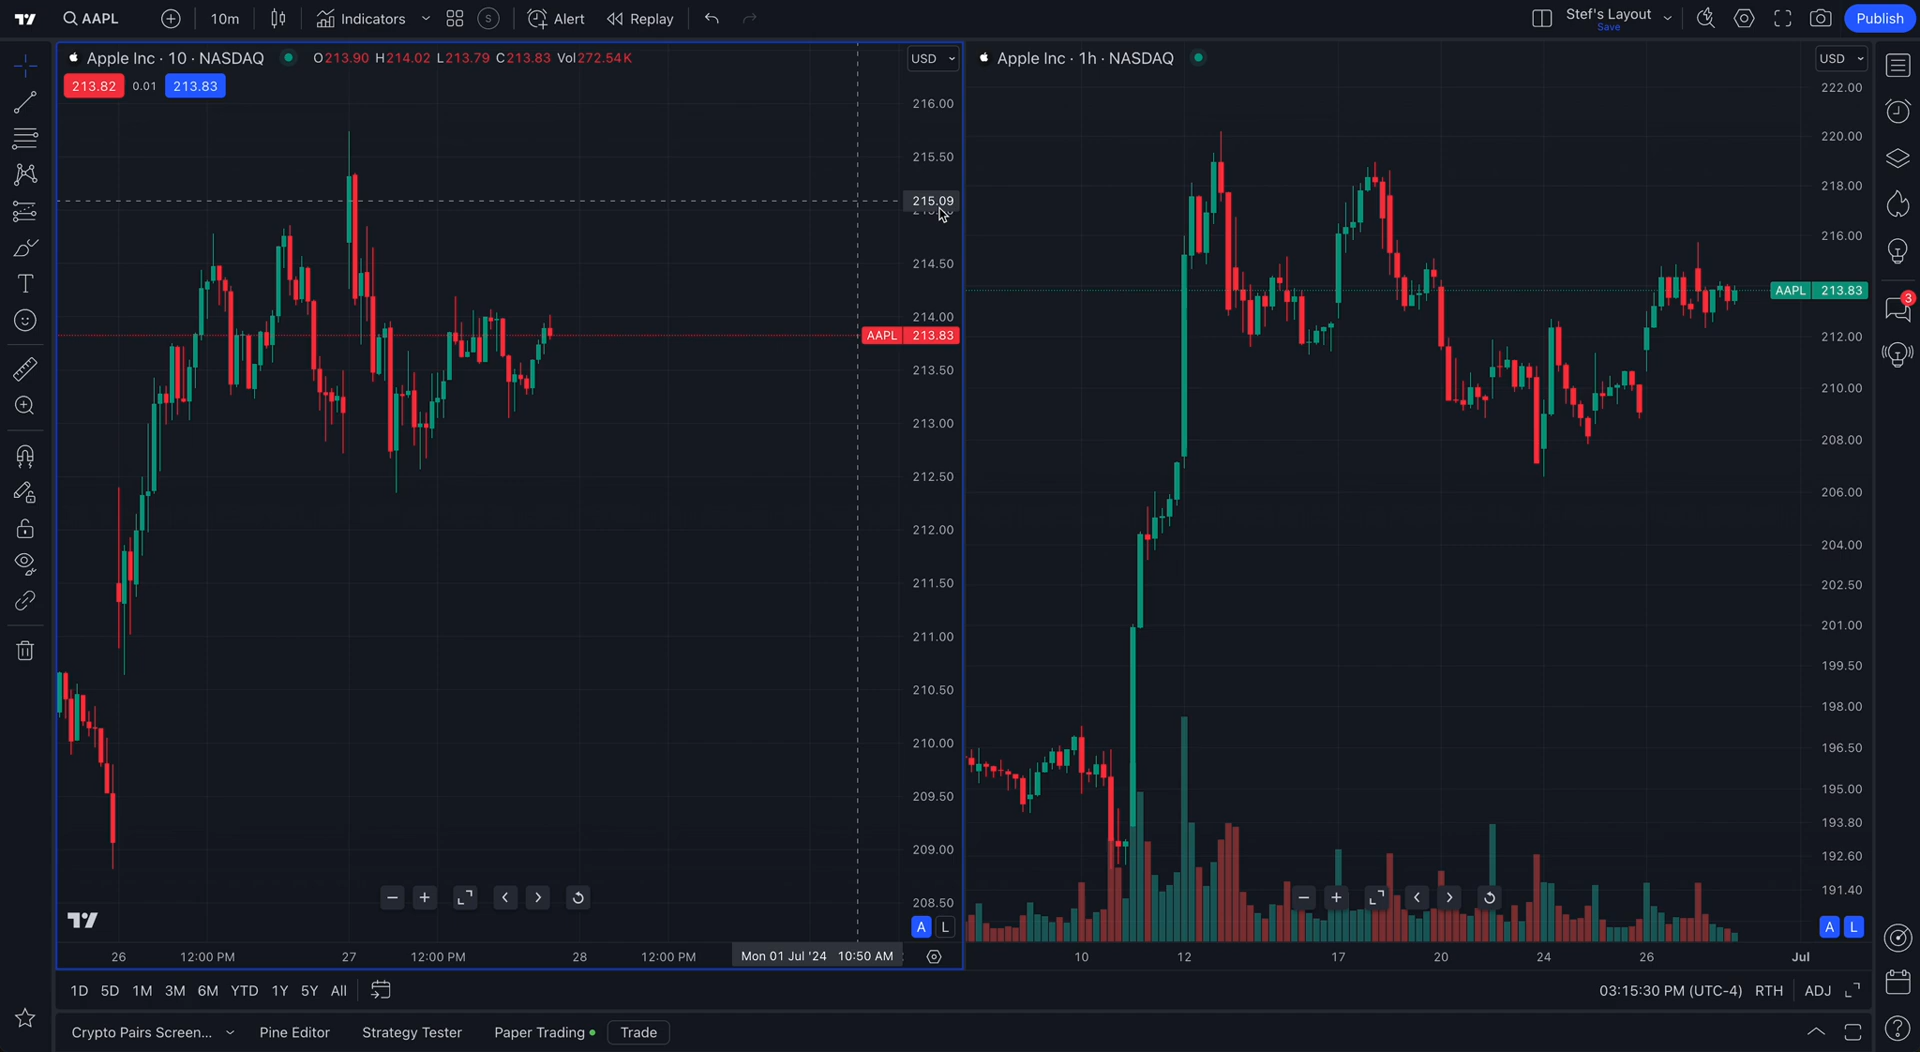 AAPL
10m
Indicators
S
Alert
Replay
Stef's Layout
Save
Publish
Apple Inc · 10 · NASDAQ
O213.90 H214.02 L213.79 C213.83 Vol272.54K
USD
213.82 0.01 213.83
216.00
215.50
215.09
214.50
214.00
AAPL 213.83
213.50
213.00
212.50
212.00
211.50
211.00
210.50
210.00
209.50
209.00
208.50
A L
26 12:00 PM 27 12:00 PM 28 12:00 PM Mon 01 Jul '24 10:50 AM
Apple Inc · 1h · NASDAQ
USD
222.00
220.00
218.00
216.00
AAPL 213.83
212.00
210.00
208.00
206.00
204.00
202.50
201.00
199.50
198.00
196.50
195.00
193.80
192.60
191.40
A L
10 12 17 20 24 26 Jul
3
1D 5D 1M 3M 6M YTD 1Y 5Y All
03:15:30 PM (UTC-4) RTH ADJ
Crypto Pairs Screen... Pine Editor Strategy Tester Paper Trading Trade